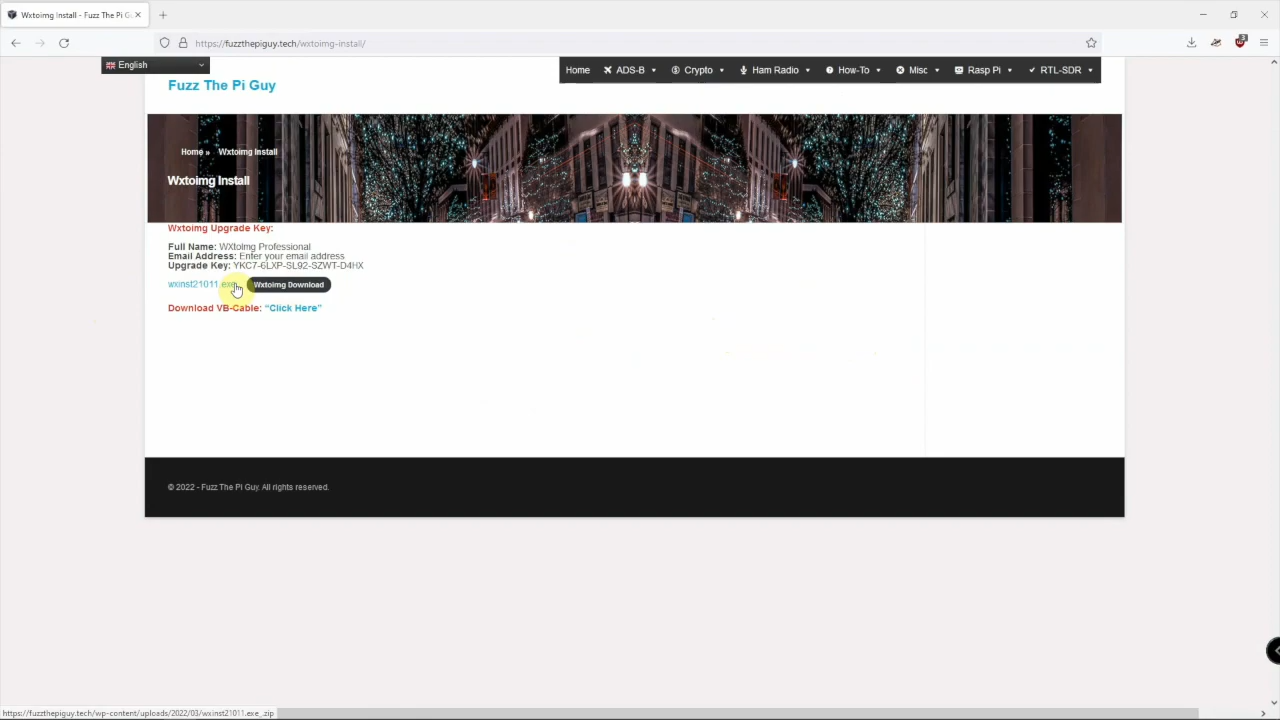 Wxtoimg Install - Fuzz The Pi G
https://fuzzthepiguy.tech/wxtoimg-install/
English
Home ADS-B Crypto Ham Radio How-To Misc Rasp Pi RTL-SDR
Fuzz The Pi Guy
Home » Wxtoimg Install
Wxtoimg Install
Wxtoimg Upgrade Key:
Full Name: WXtoImg Professional
Email Address: Enter your email address
Upgrade Key: YKC7-6LXP-SL92-SZWT-D4HX
wxinst21011.exe Wxtoimg Download
Download VB-Cable: “Click Here”
© 2022 - Fuzz The Pi Guy. All rights reserved.
https://fuzzthepiguy.tech/wp-content/uploads/2022/03/wxinst21011.exe_.zip